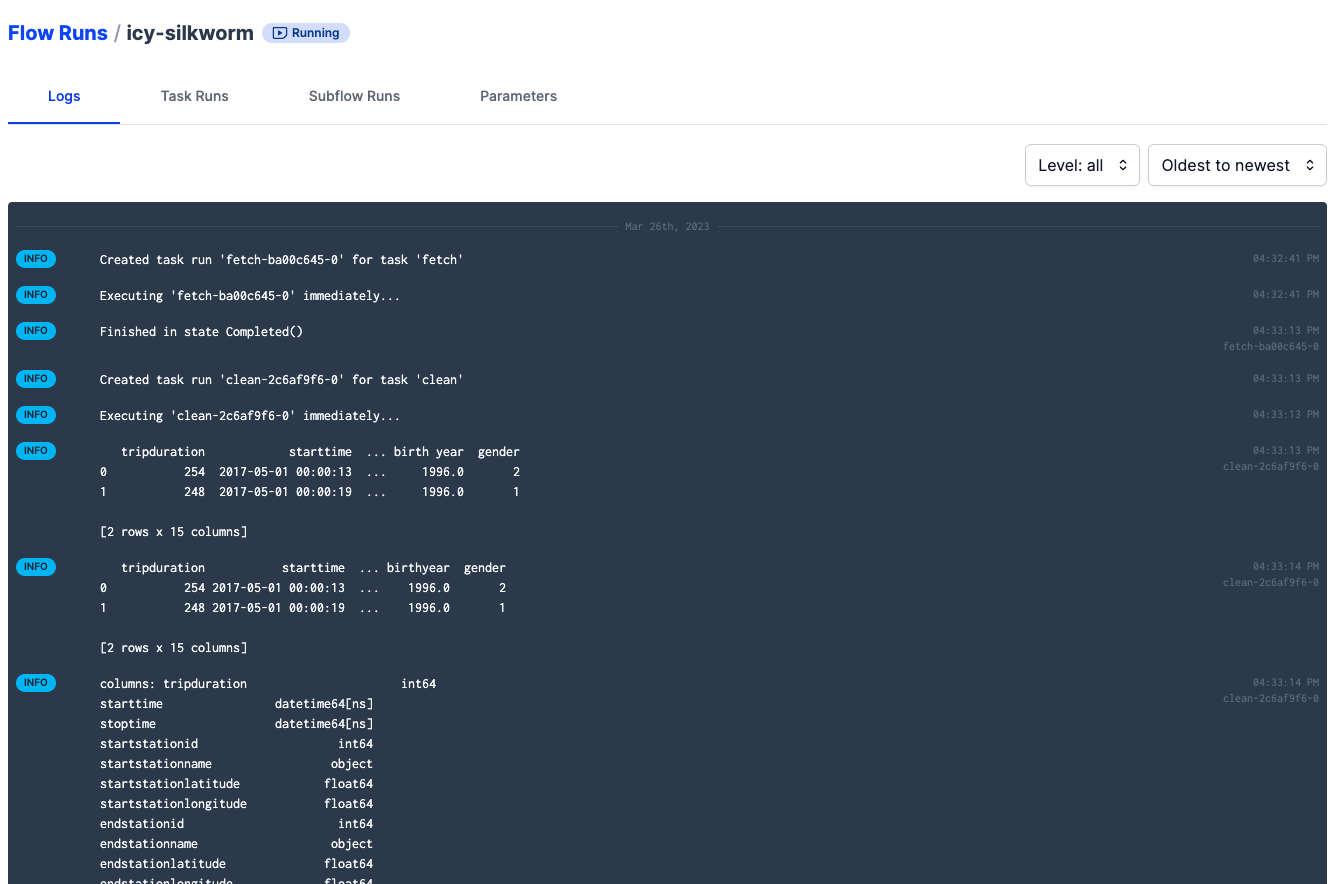 Flow Runs / icy-silkworm Running
Logs Task Runs Subflow Runs Parameters
Level: all Oldest to newest
Mar 26th, 2023
INFO Created task run 'fetch-ba00c645-0' for task 'fetch' 04:32:41 PM
INFO Executing 'fetch-ba00c645-0' immediately... 04:32:41 PM
INFO Finished in state Completed() 04:33:13 PM
fetch-ba00c645-0
INFO Created task run 'clean-2c6af9f6-0' for task 'clean' 04:33:13 PM
INFO Executing 'clean-2c6af9f6-0' immediately... 04:33:13 PM
INFO tripduration starttime ... birth year gender 04:33:13 PM
clean-2c6af9f6-0
0 254 2017-05-01 00:00:13 ... 1996.0 2
1 248 2017-05-01 00:00:19 ... 1996.0 1
[2 rows x 15 columns]
INFO tripduration starttime ... birthyear gender 04:33:14 PM
clean-2c6af9f6-0
0 254 2017-05-01 00:00:13 ... 1996.0 2
1 248 2017-05-01 00:00:19 ... 1996.0 1
[2 rows x 15 columns]
INFO columns: tripduration int64 04:33:14 PM
clean-2c6af9f6-0
starttime datetime64[ns]
stoptime datetime64[ns]
startstationid int64
startstationname object
startstationlatitude float64
startstationlongitude float64
endstationid int64
endstationname object
endstationlatitude float64
endstationlongitude float64